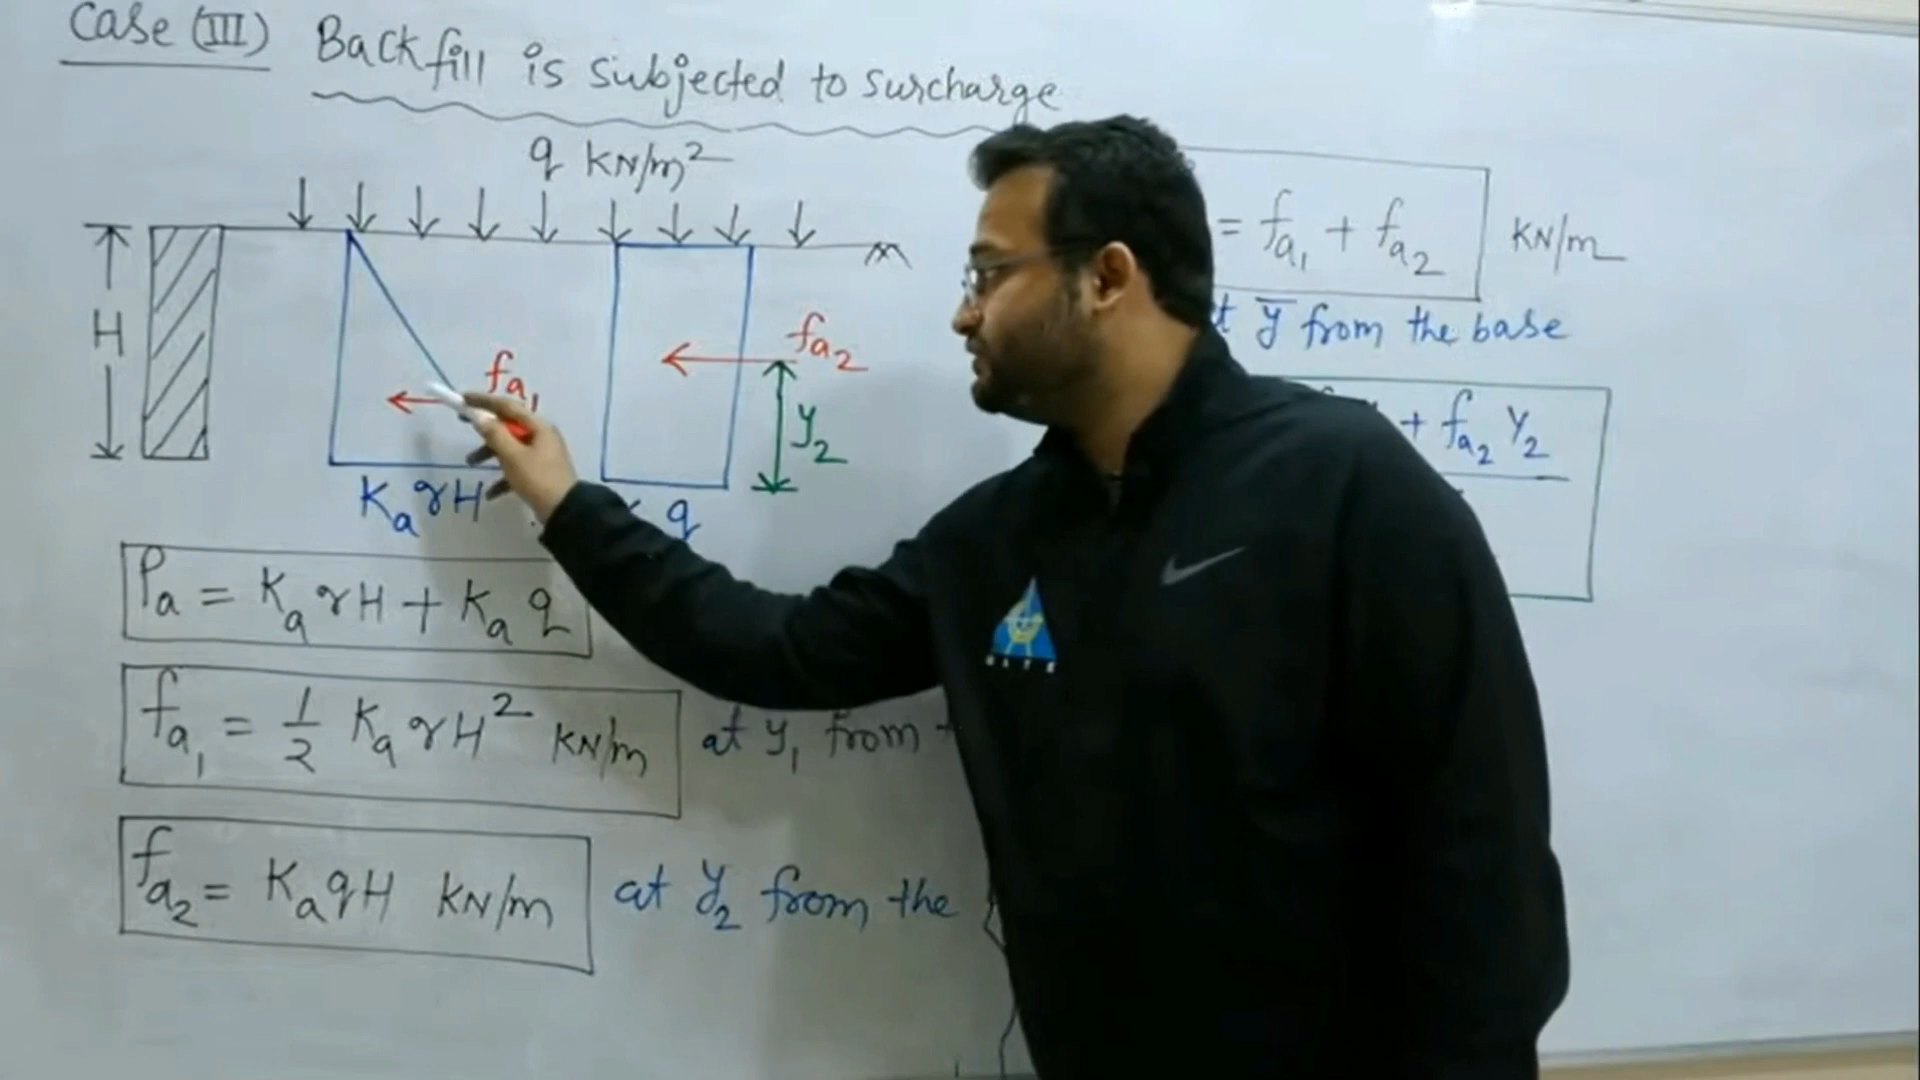 Case (III) Backfill is subjected to surcharge
q KN/m²
H
fa₁
fa₂
y₂
KaγH
q
Pa = KaγH + Ka q
fa₁ = 1/2 KaγH² KN/m at y₁ from
fa₂ = KaqH KN/m at y₂ from the
= fa₁ + fa₂ KN/m
ȳ from the base
+ fa₂ y₂
GATE